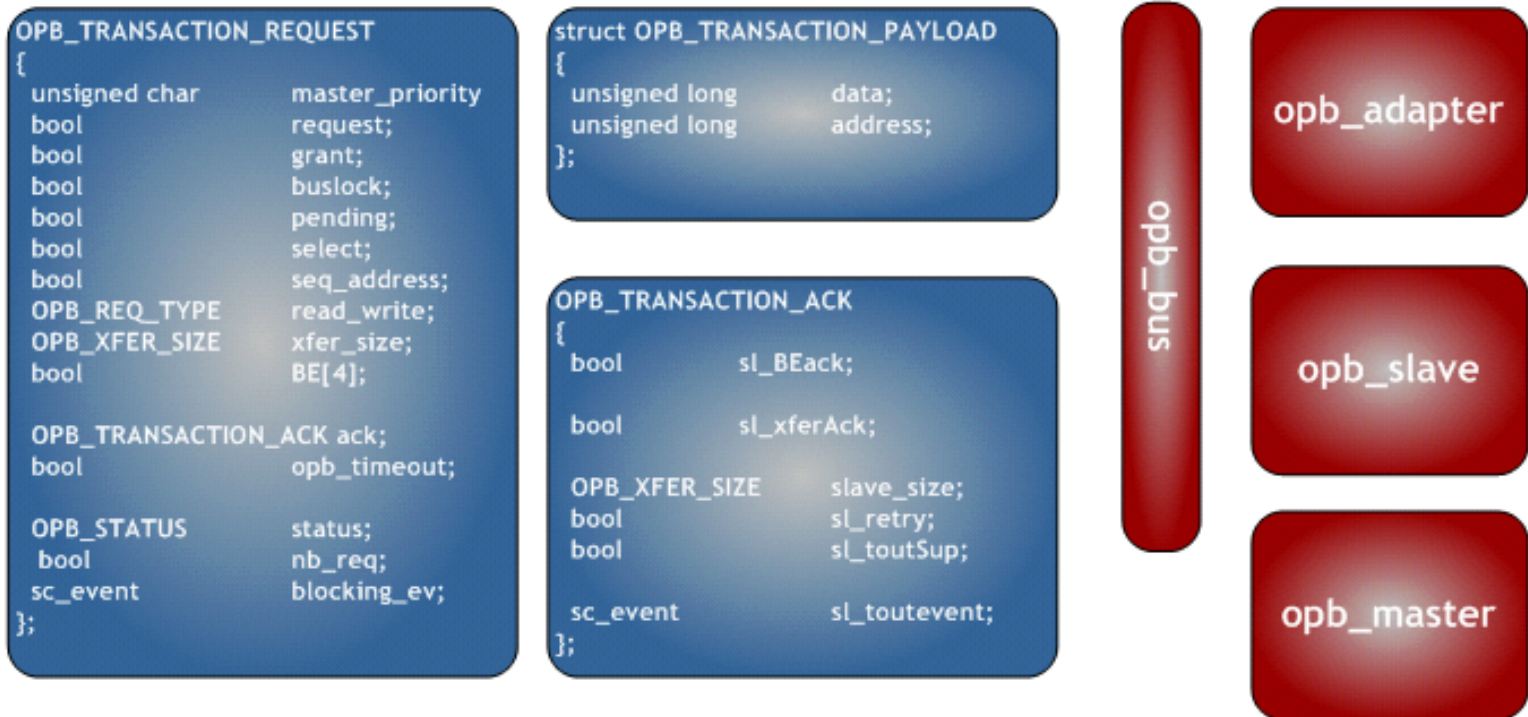 OPB_TRANSACTION_REQUEST
{
unsigned char master_priority
bool request;
bool grant;
bool buslock;
bool pending;
bool select;
bool seq_address;
OPB_REQ_TYPE read_write;
OPB_XFER_SIZE xfer_size;
bool BE[4];
OPB_TRANSACTION_ACK ack;
bool opb_timeout;
OPB_STATUS status;
bool nb_req;
sc_event blocking_ev;
};
struct OPB_TRANSACTION_PAYLOAD
{
unsigned long data;
unsigned long address;
};
OPB_TRANSACTION_ACK
{
bool sl_BEack;
bool sl_xferAck;
OPB_XFER_SIZE slave_size;
bool sl_retry;
bool sl_toutSup;
sc_event sl_toutevent;
};
opb_bus
opb_adapter
opb_slave
opb_master